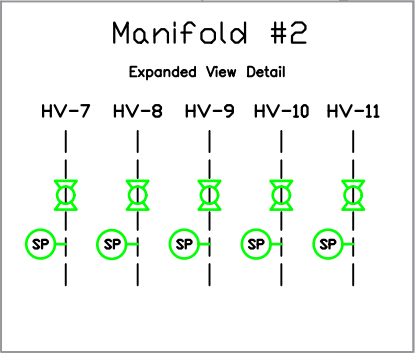 Manifold #2
Expanded View Detail
HV-7 HV-8 HV-9 HV-10 HV-11
SP SP SP SP SP